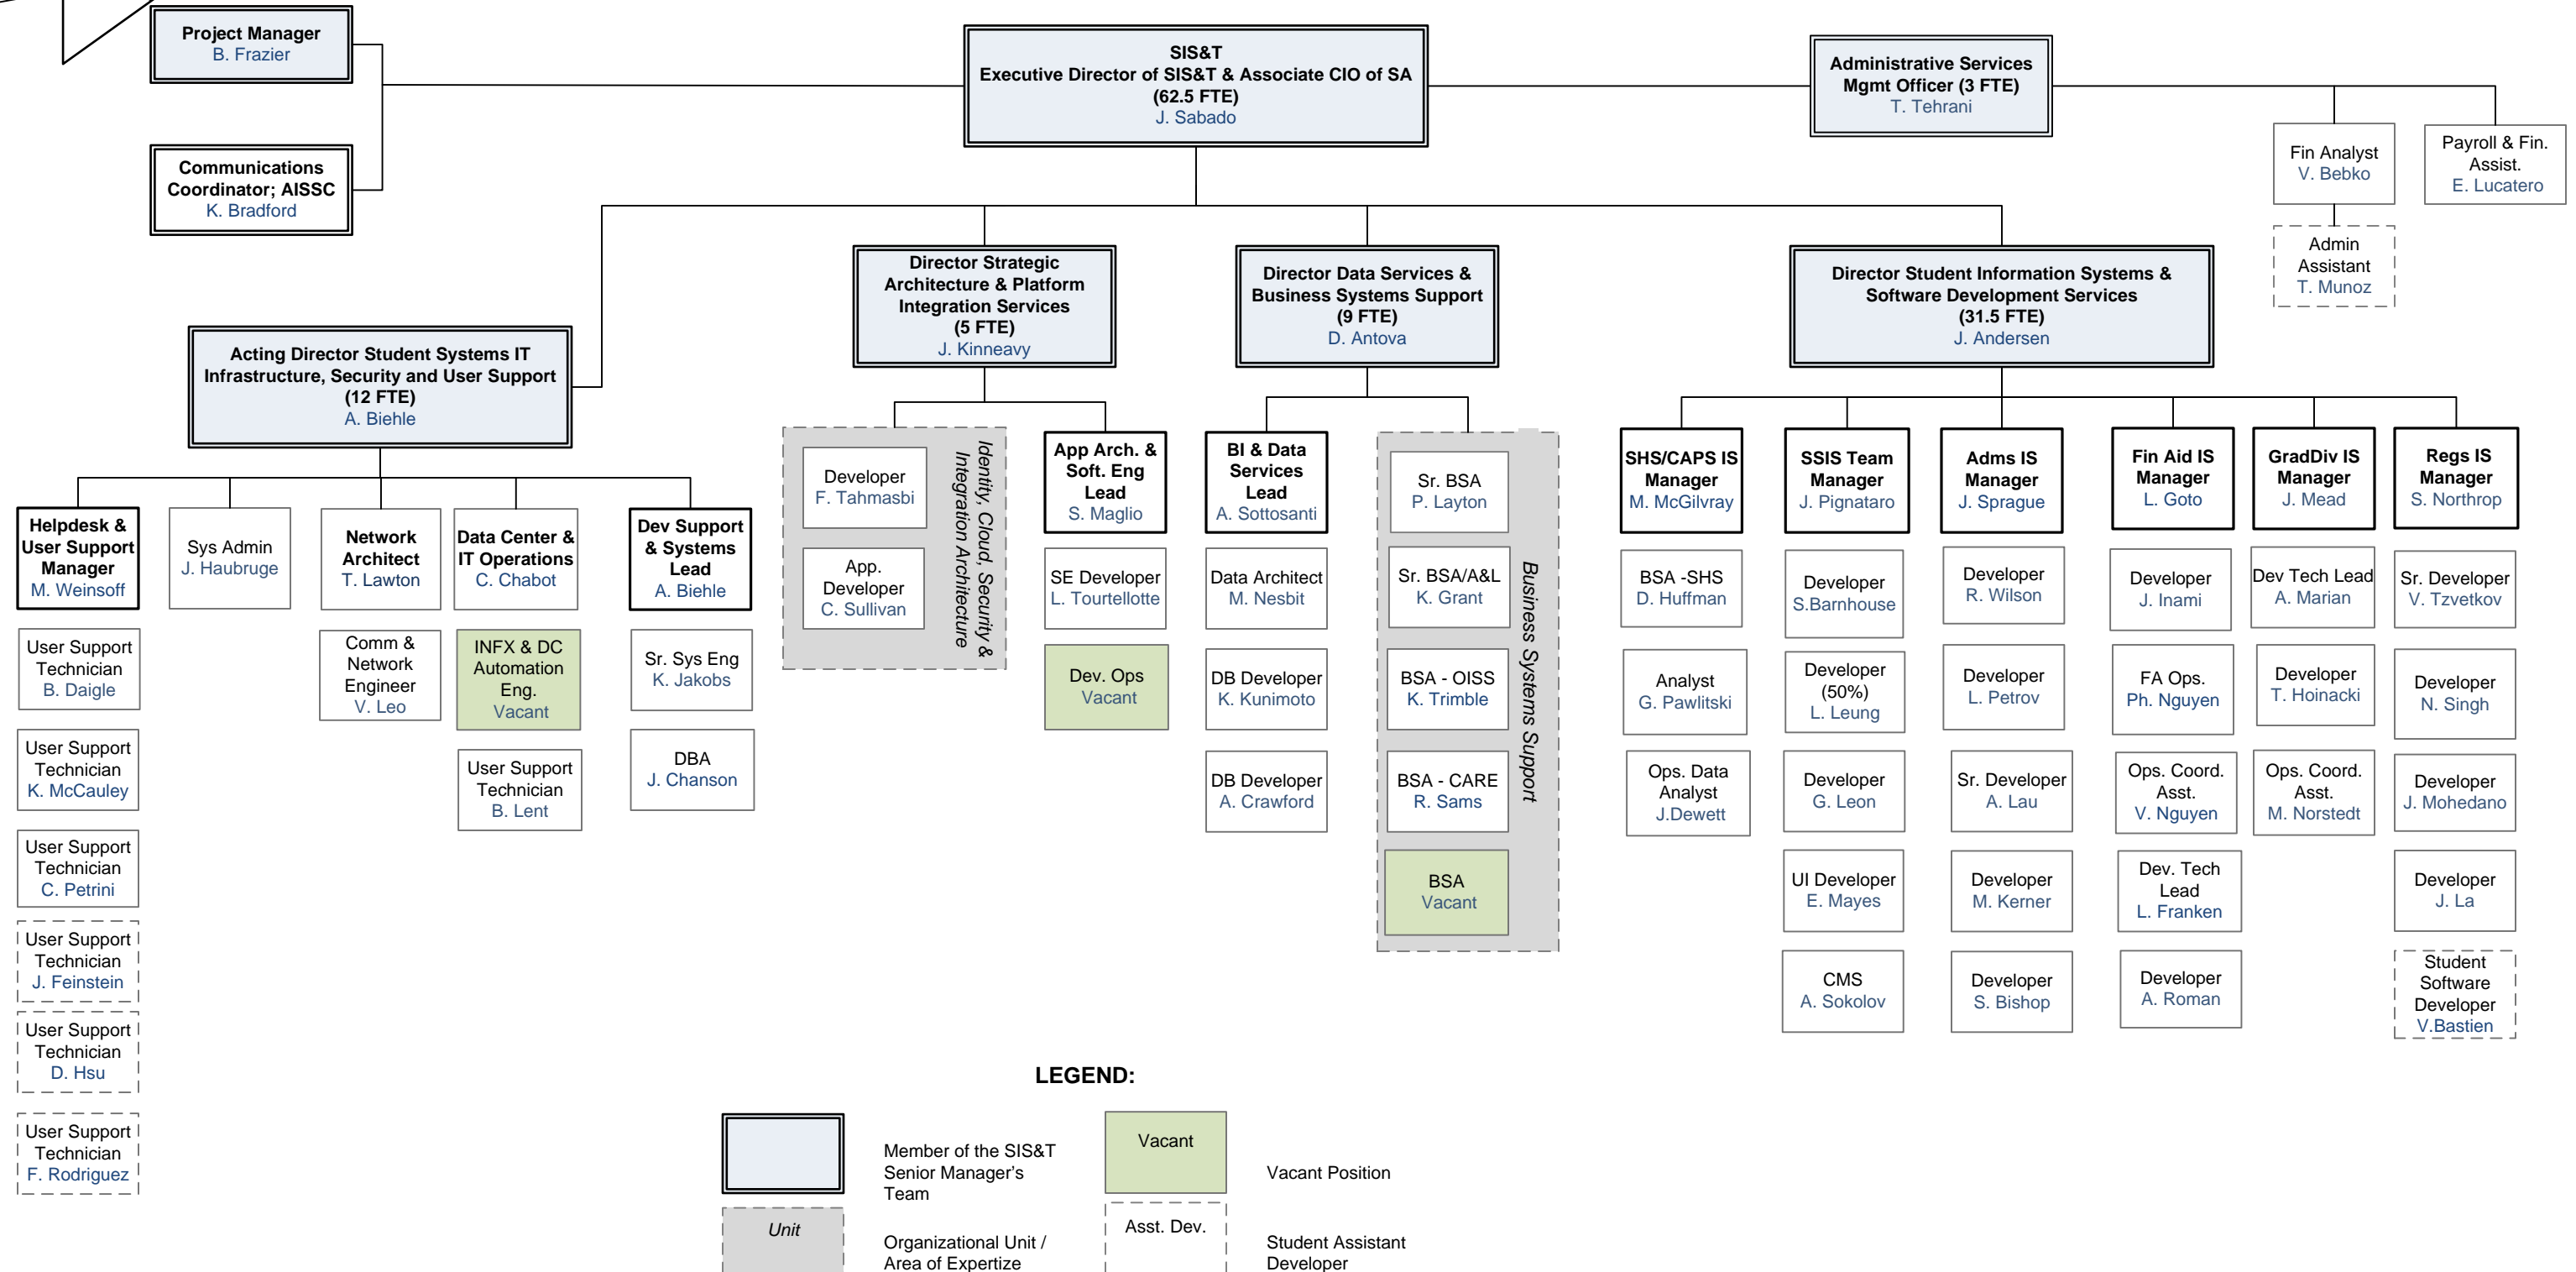 Project Manager
B. Frazier
Communications
Coordinator; AISSC
K. Bradford
SIS&T
Executive Director of SIS&T & Associate CIO of SA
(62.5 FTE)
J. Sabado
Administrative Services
Mgmt Officer (3 FTE)
T. Tehrani
Fin Analyst
V. Bebko
Payroll & Fin.
Assist.
E. Lucatero
Admin
Assistant
T. Munoz
Acting Director Student Systems IT
Infrastructure, Security and User Support
(12 FTE)
A. Biehle
Director Strategic
Architecture & Platform
Integration Services
(5 FTE)
J. Kinneavy
Director Data Services &
Business Systems Support
(9 FTE)
D. Antova
Director Student Information Systems &
Software Development Services
(31.5 FTE)
J. Andersen
Helpdesk &
User Support
Manager
M. Weinsoff
User Support
Technician
B. Daigle
User Support
Technician
K. McCauley
User Support
Technician
C. Petrini
User Support
Technician
J. Feinstein
User Support
Technician
D. Hsu
User Support
Technician
F. Rodriguez
Sys Admin
J. Haubruge
Network
Architect
T. Lawton
Comm &
Network
Engineer
V. Leo
Data Center &
IT Operations
C. Chabot
INFX & DC
Automation
Eng.
Vacant
User Support
Technician
B. Lent
Dev Support
& Systems
Lead
A. Biehle
Sr. Sys Eng
K. Jakobs
DBA
J. Chanson
Identity, Cloud, Security &
Integration Architecture
Developer
F. Tahmasbi
App.
Developer
C. Sullivan
App Arch. &
Soft. Eng
Lead
S. Maglio
SE Developer
L. Tourtellotte
Dev. Ops
Vacant
BI & Data
Services
Lead
A. Sottosanti
Data Architect
M. Nesbit
DB Developer
K. Kunimoto
DB Developer
A. Crawford
Business Systems Support
Sr. BSA
P. Layton
Sr. BSA/A&L
K. Grant
BSA - OISS
K. Trimble
BSA - CARE
R. Sams
BSA
Vacant
SHS/CAPS IS
Manager
M. McGilvray
BSA -SHS
D. Huffman
Analyst
G. Pawlitski
Ops. Data
Analyst
J.Dewett
SSIS Team
Manager
J. Pignataro
Developer
S.Barnhouse
Developer
(50%)
L. Leung
Developer
G. Leon
UI Developer
E. Mayes
CMS
A. Sokolov
Adms IS
Manager
J. Sprague
Developer
R. Wilson
Developer
L. Petrov
Sr. Developer
A. Lau
Developer
M. Kerner
Developer
S. Bishop
Fin Aid IS
Manager
L. Goto
Developer
J. Inami
FA Ops.
Ph. Nguyen
Ops. Coord.
Asst.
V. Nguyen
Dev. Tech
Lead
L. Franken
Developer
A. Roman
GradDiv IS
Manager
J. Mead
Dev Tech Lead
A. Marian
Developer
T. Hoinacki
Ops. Coord.
Asst.
M. Norstedt
Regs IS
Manager
S. Northrop
Sr. Developer
V. Tzvetkov
Developer
N. Singh
Developer
J. Mohedano
Developer
J. La
Student
Software
Developer
V.Bastien
LEGEND:
Member of the SIS&T
Senior Manager's
Team
Vacant
Vacant Position
Unit
Organizational Unit /
Area of Expertize
Asst. Dev.
Student Assistant
Developer